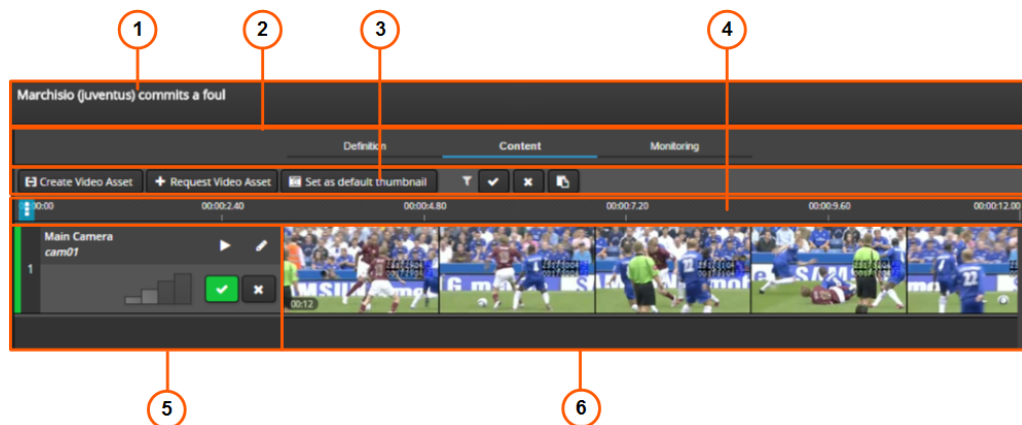 1 2 3 4
Marchisio (juventus) commits a foul
Definition Content Monitoring
Create Video Asset Request Video Asset Set as default thumbnail
00:00 00:00:2.40 00:00:4.80 00:00:7.20 00:00:9.60 00:00:12.00
Main Camera
cam01
1
00:12
22
5 6